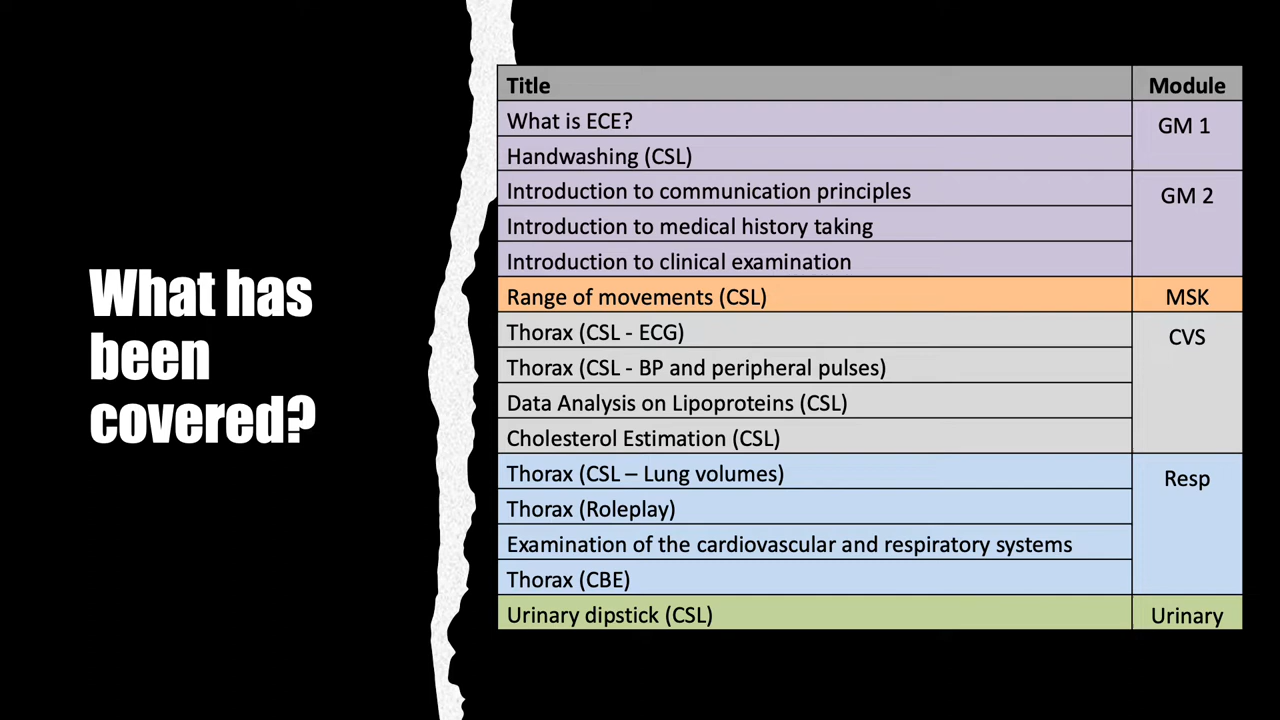 What has
been
covered?
Title Module
What is ECE? GM 1
Handwashing (CSL)
Introduction to communication principles GM 2
Introduction to medical history taking
Introduction to clinical examination
Range of movements (CSL) MSK
Thorax (CSL - ECG) CVS
Thorax (CSL - BP and peripheral pulses)
Data Analysis on Lipoproteins (CSL)
Cholesterol Estimation (CSL)
Thorax (CSL – Lung volumes) Resp
Thorax (Roleplay)
Examination of the cardiovascular and respiratory systems
Thorax (CBE)
Urinary dipstick (CSL) Urinary